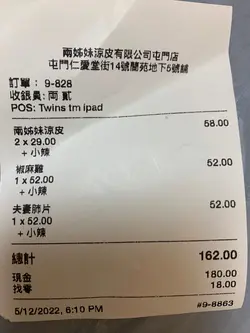 兩姊妹涼皮有限公司屯門店
屯門仁愛堂街14號蘭苑地下5號舖
訂單： 9-828
收銀員: 両 貳
POS: Twins tm ipad
兩姊妹涼皮 58.00
2 x 29.00
+ 小辣
椒麻雞 52.00
1 x 52.00
+ 小辣
夫妻肺片 52.00
1 x 52.00
+ 小辣
總計 162.00
現金 180.00
找零 18.00
5/12/2022, 6:10 PM #9-8863